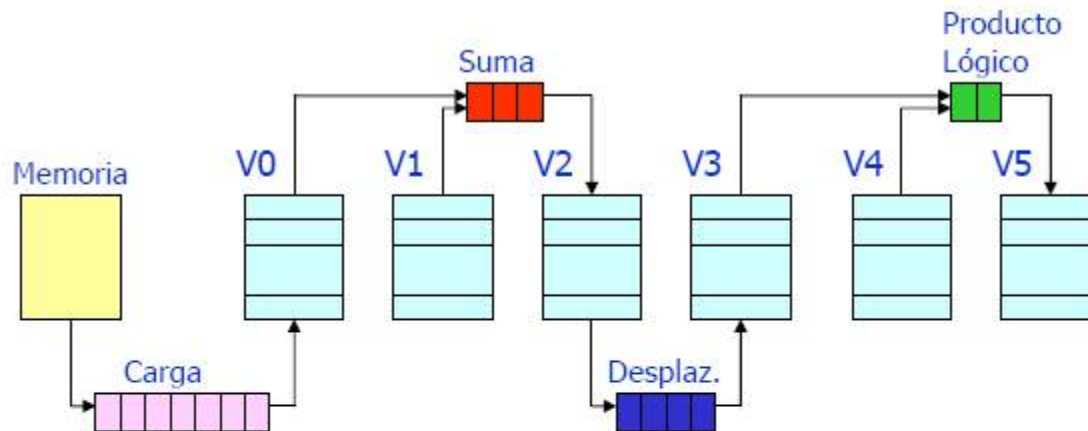 Producto
Lógico
Suma
V0
V1
V2
V3
V4
V5
Memoria
Carga
Desplaz.